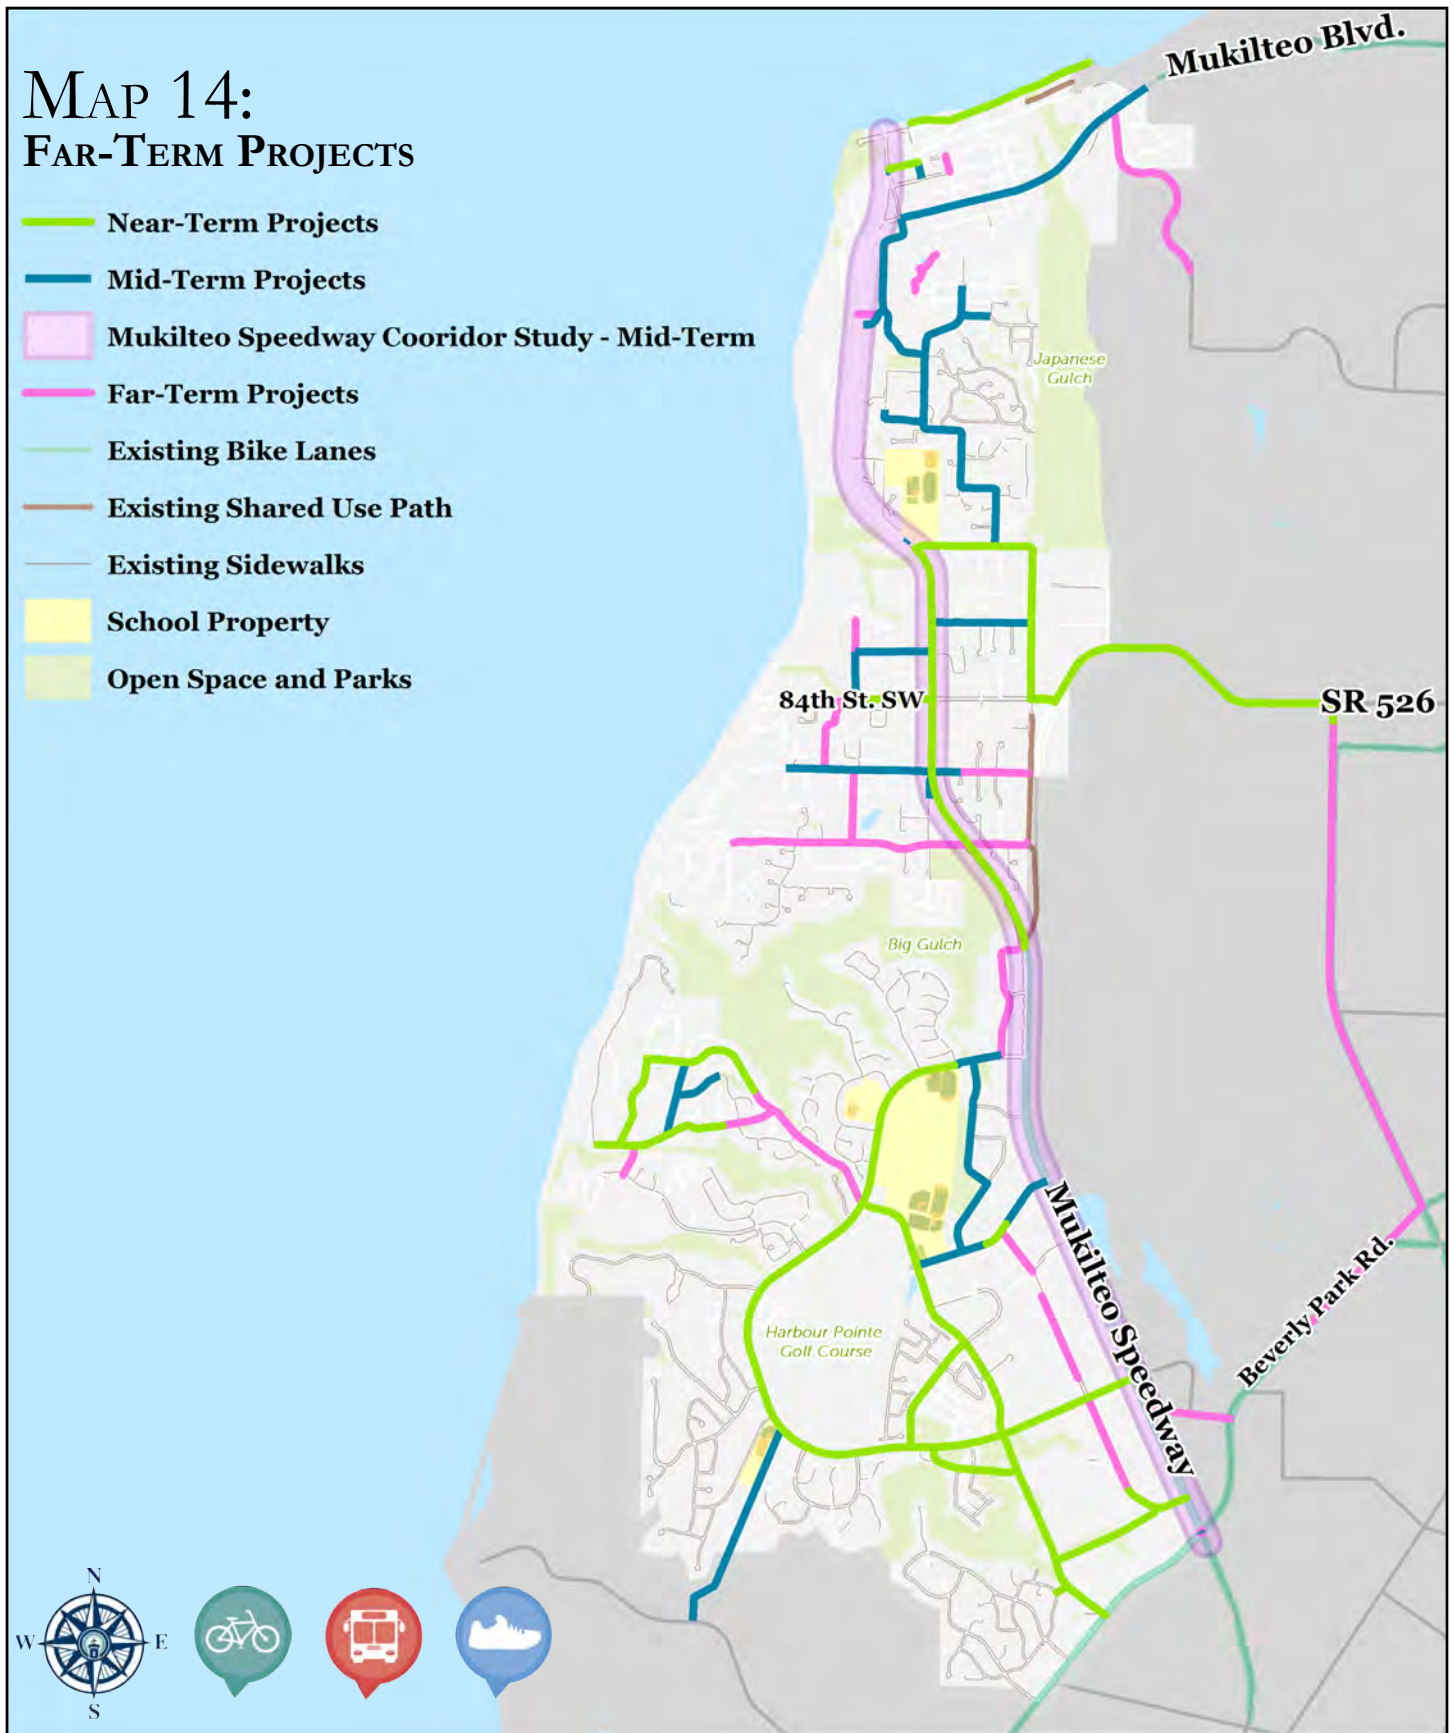 MAP 14:
FAR-TERM PROJECTS
Near-Term Projects
Mid-Term Projects
Mukilteo Speedway Cooridor Study - Mid-Term
Far-Term Projects
Existing Bike Lanes
Existing Shared Use Path
Existing Sidewalks
School Property
Open Space and Parks
Mukilteo Blvd.
Japanese
Gulch
84th St. SW
SR 526
Big Gulch
Mukilteo Speedway
Beverly Park Rd.
Harbour Pointe
Golf Course
N
W
E
S